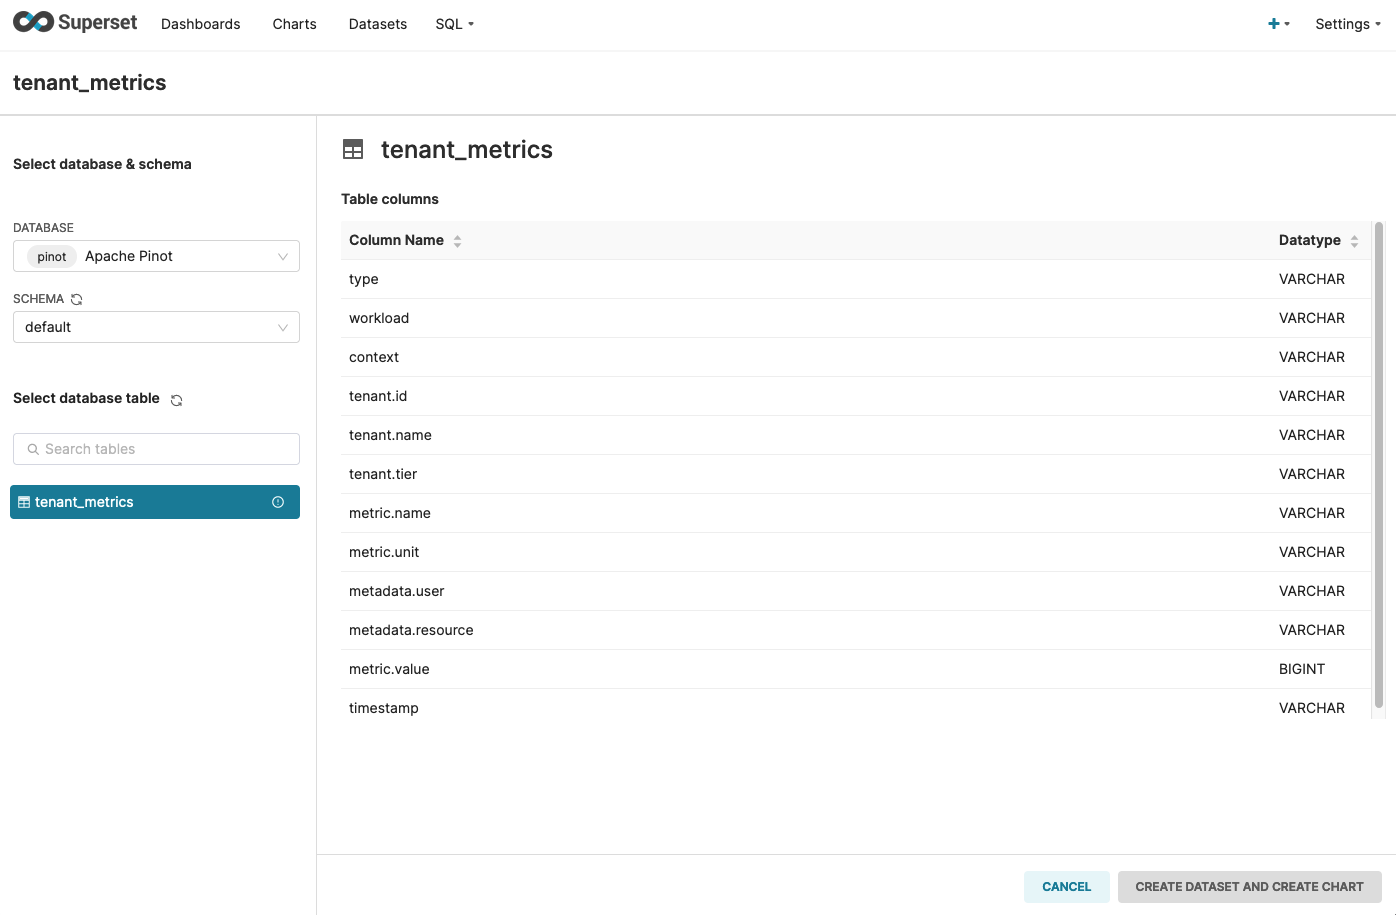 Superset Dashboards Charts Datasets SQL Settings
tenant_metrics
Select database & schema
DATABASE
pinot Apache Pinot
SCHEMA
default
Select database table
Search tables
tenant_metrics
tenant_metrics
Table columns
Column Name Datatype
type VARCHAR
workload VARCHAR
context VARCHAR
tenant.id VARCHAR
tenant.name VARCHAR
tenant.tier VARCHAR
metric.name VARCHAR
metric.unit VARCHAR
metadata.user VARCHAR
metadata.resource VARCHAR
metric.value BIGINT
timestamp VARCHAR
CANCEL CREATE DATASET AND CREATE CHART